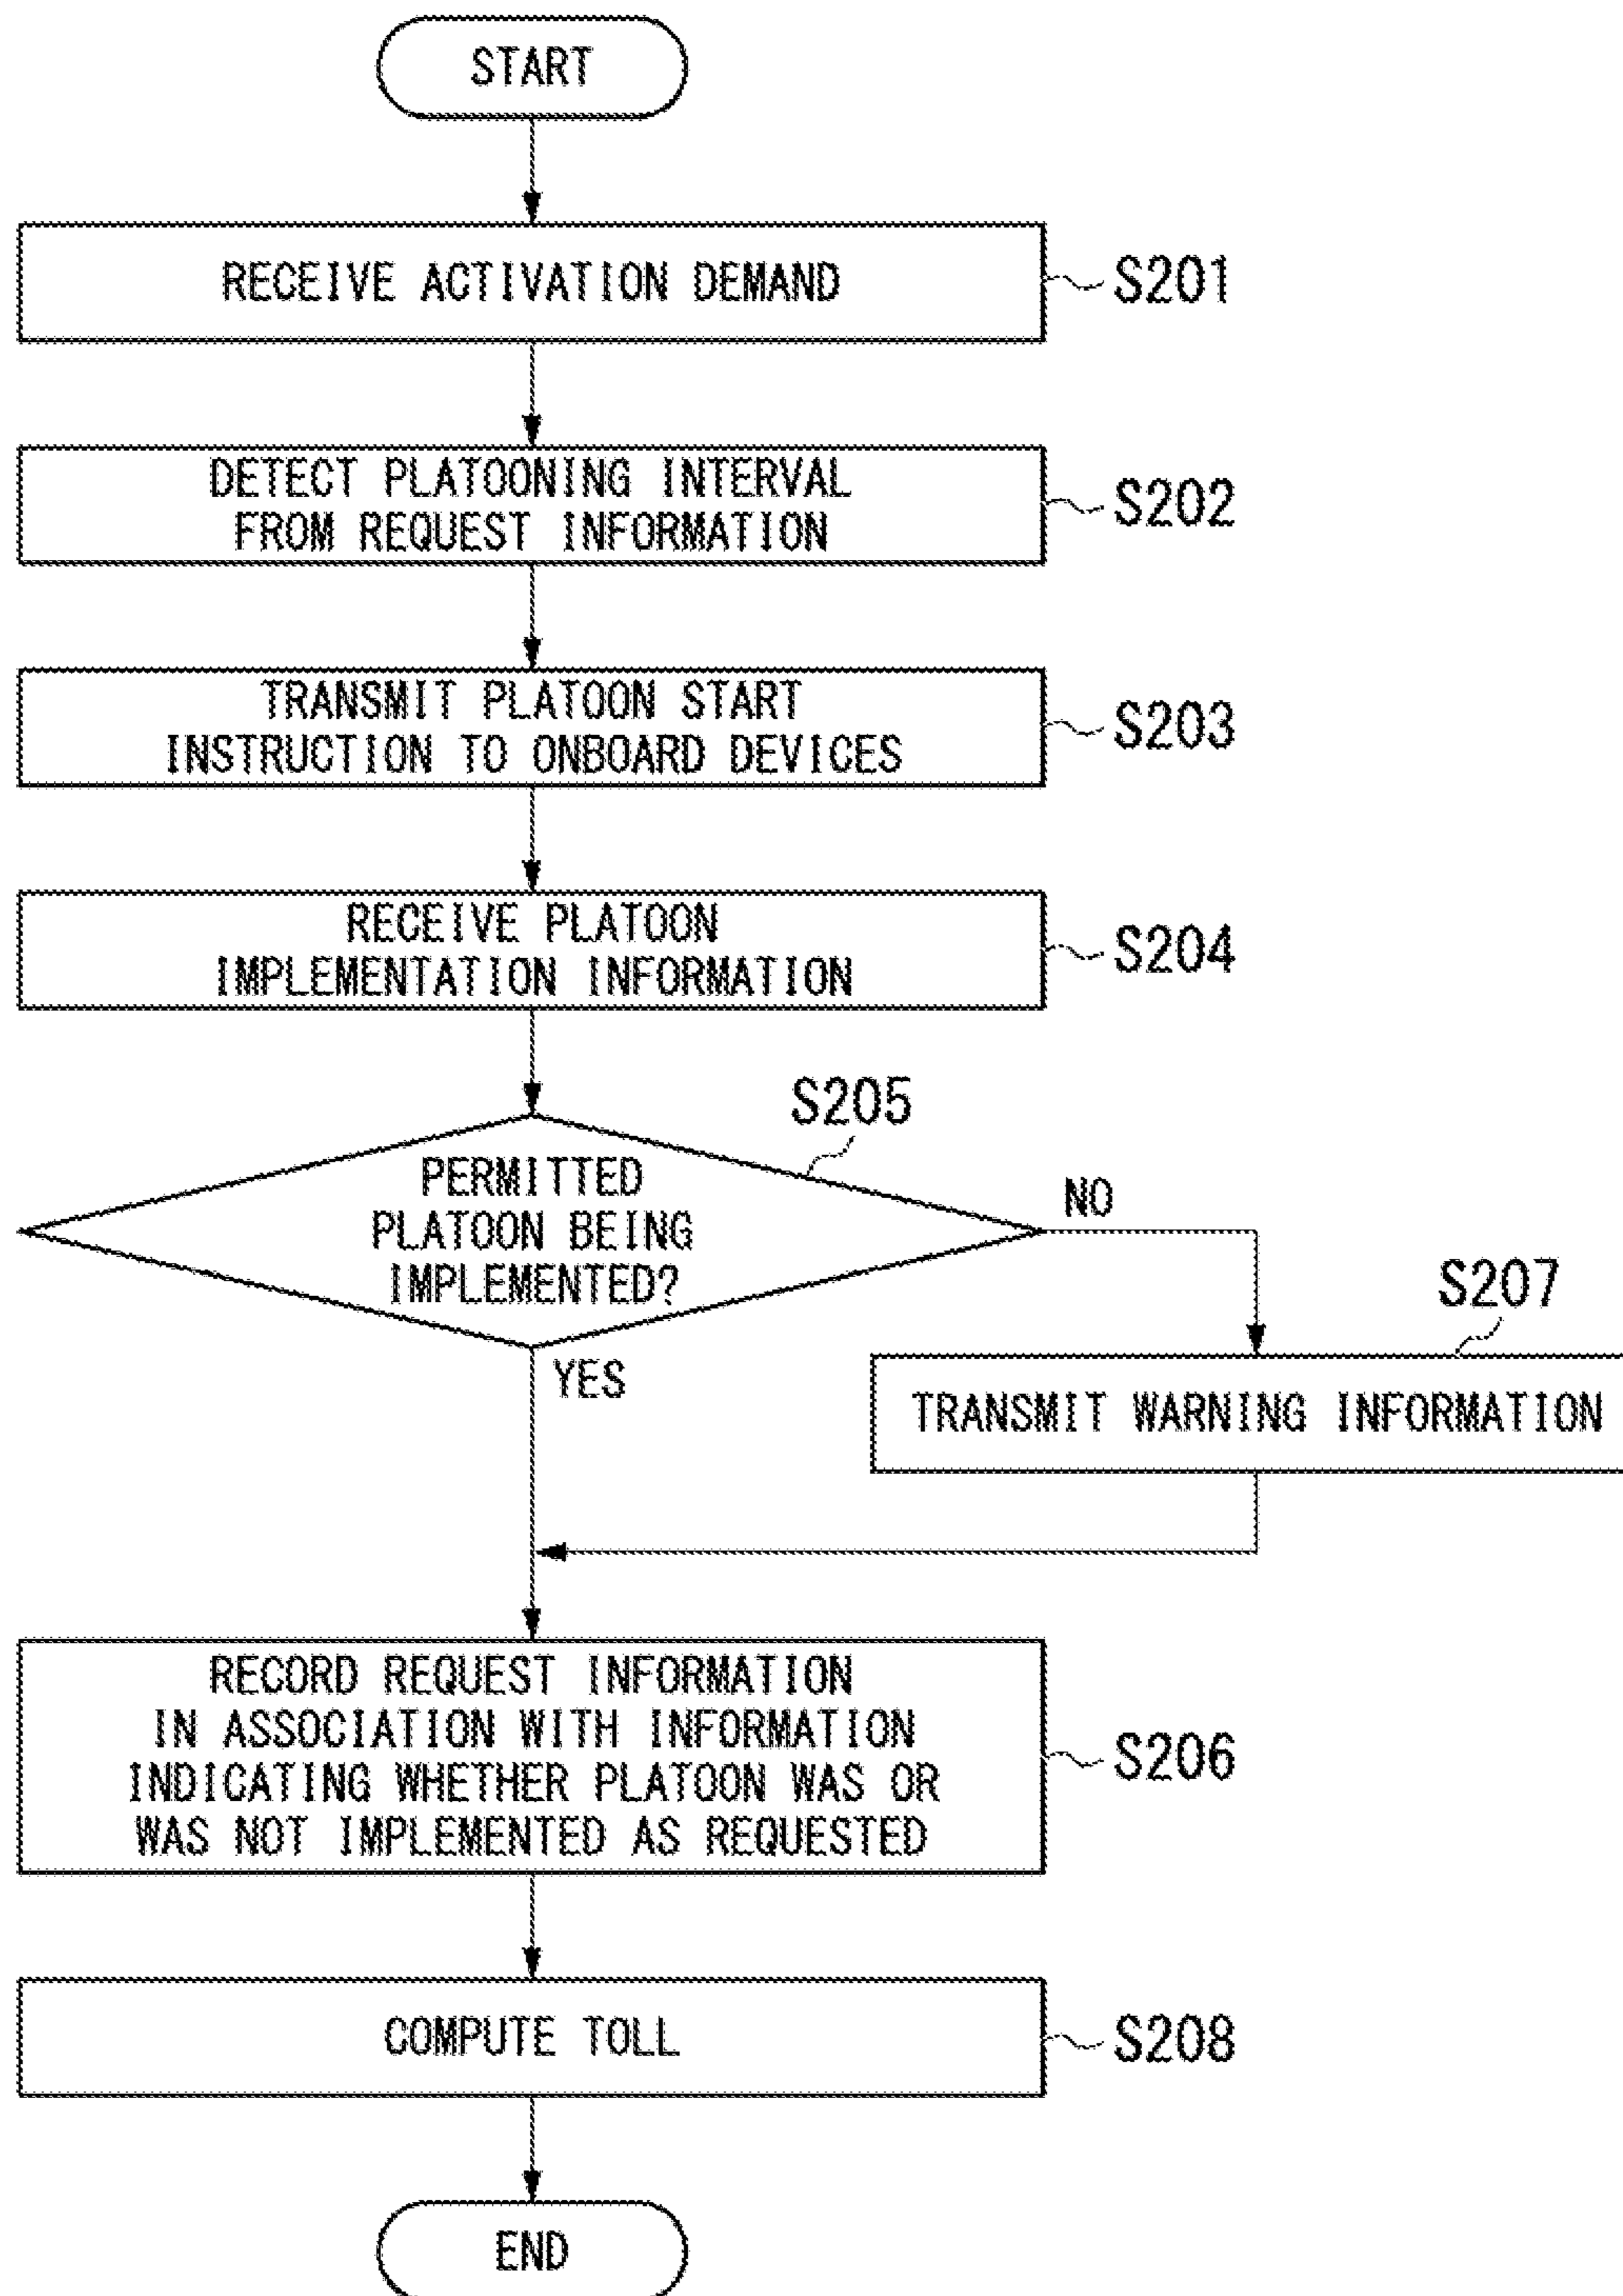 START
RECEIVE ACTIVATION DEMAND
S201
DETECT PLATOONING INTERVAL
FROM REQUEST INFORMATION
S202
TRANSMIT PLATOON START
INSTRUCTION TO ONBOARD DEVICES
S203
RECEIVE PLATOON
IMPLEMENTATION INFORMATION
S204
S205
PERMITTED
PLATOON BEING
IMPLEMENTED?
NO
YES
S207
TRANSMIT WARNING INFORMATION
RECORD REQUEST INFORMATION
IN ASSOCIATION WITH INFORMATION
INDICATING WHETHER PLATOON WAS OR
WAS NOT IMPLEMENTED AS REQUESTED
S206
COMPUTE TOLL
S208
END